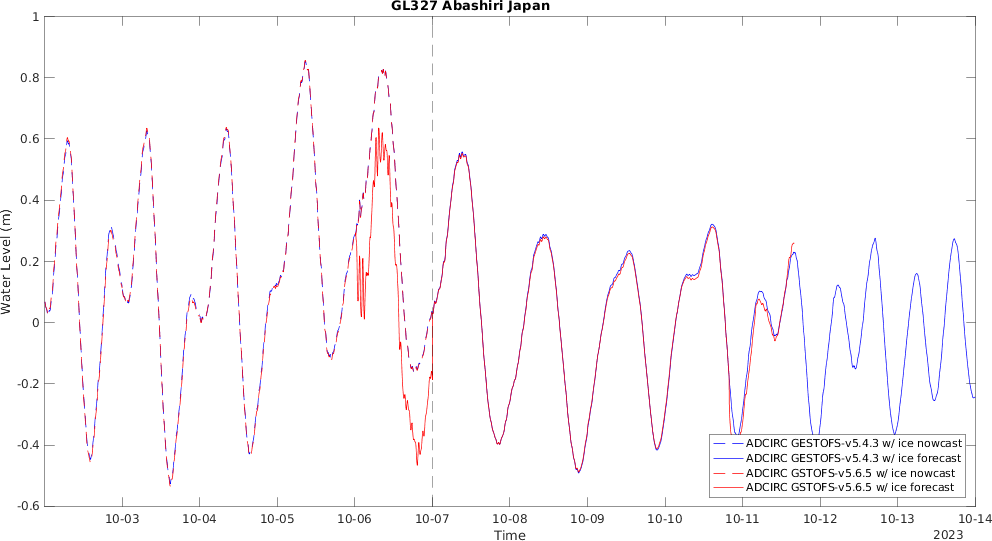 GL327 Abashiri Japan
1
0.8
0.6
0.4
0.2
0
-0.2
-0.4
-0.6
Water Level (m)
ADCIRC GESTOFS-v5.4.3 w/ ice nowcast
ADCIRC GESTOFS-v5.4.3 w/ ice forecast
ADCIRC GSTOFS-v5.6.5 w/ ice nowcast
ADCIRC GSTOFS-v5.6.5 w/ ice forecast
10-03 10-04 10-05 10-06 10-07 10-08 10-09 10-10 10-11 10-12 10-13 10-14
Time
2023